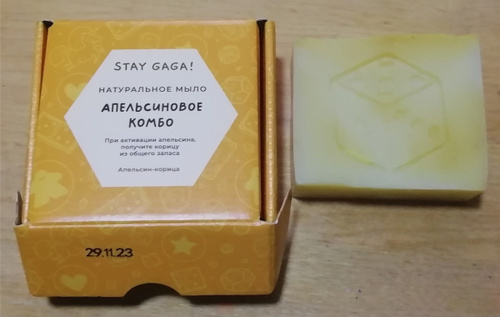 STAY GAGA!
НАТУРАЛЬНОЕ МЫЛО
АПЕЛЬСИНОВОЕ
КОМБО
При активации апельсина,
получите корицу
из общего запаса
Апельсин-корица
29.11.23